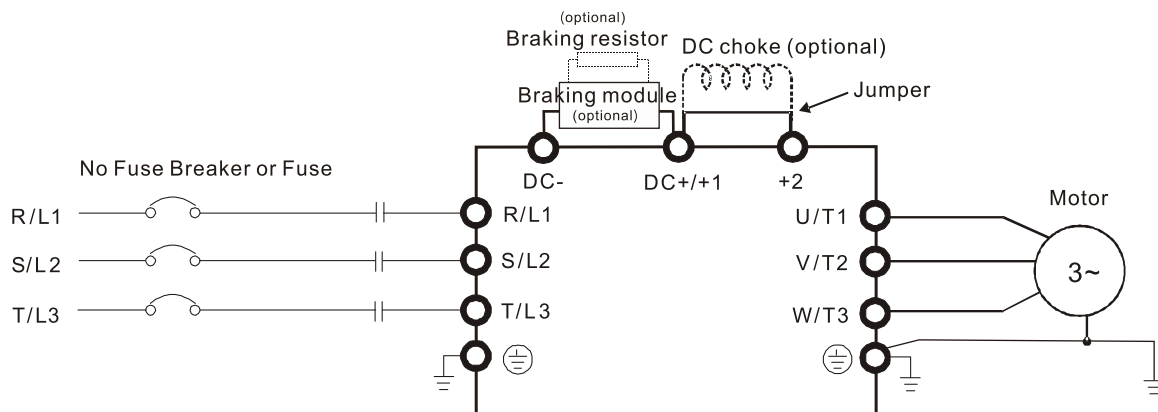 (optional)
Braking resistor
DC choke (optional)
Braking module
(optional)
Jumper
No Fuse Breaker or Fuse
DC-
DC+/+1
+2
R/L1
R/L1
U/T1
Motor
S/L2
S/L2
V/T2
3~
T/L3
T/L3
W/T3